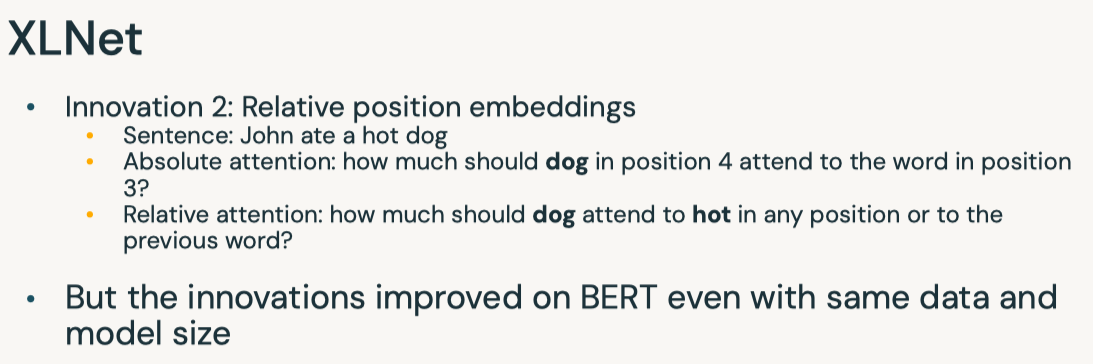 XLNet
• Innovation 2: Relative position embeddings
• Sentence: John ate a hot dog
• Absolute attention: how much should dog in position 4 attend to the word in position
3?
• Relative attention: how much should dog attend to hot in any position or to the
previous word?
• But the innovations improved on BERT even with same data and
model size